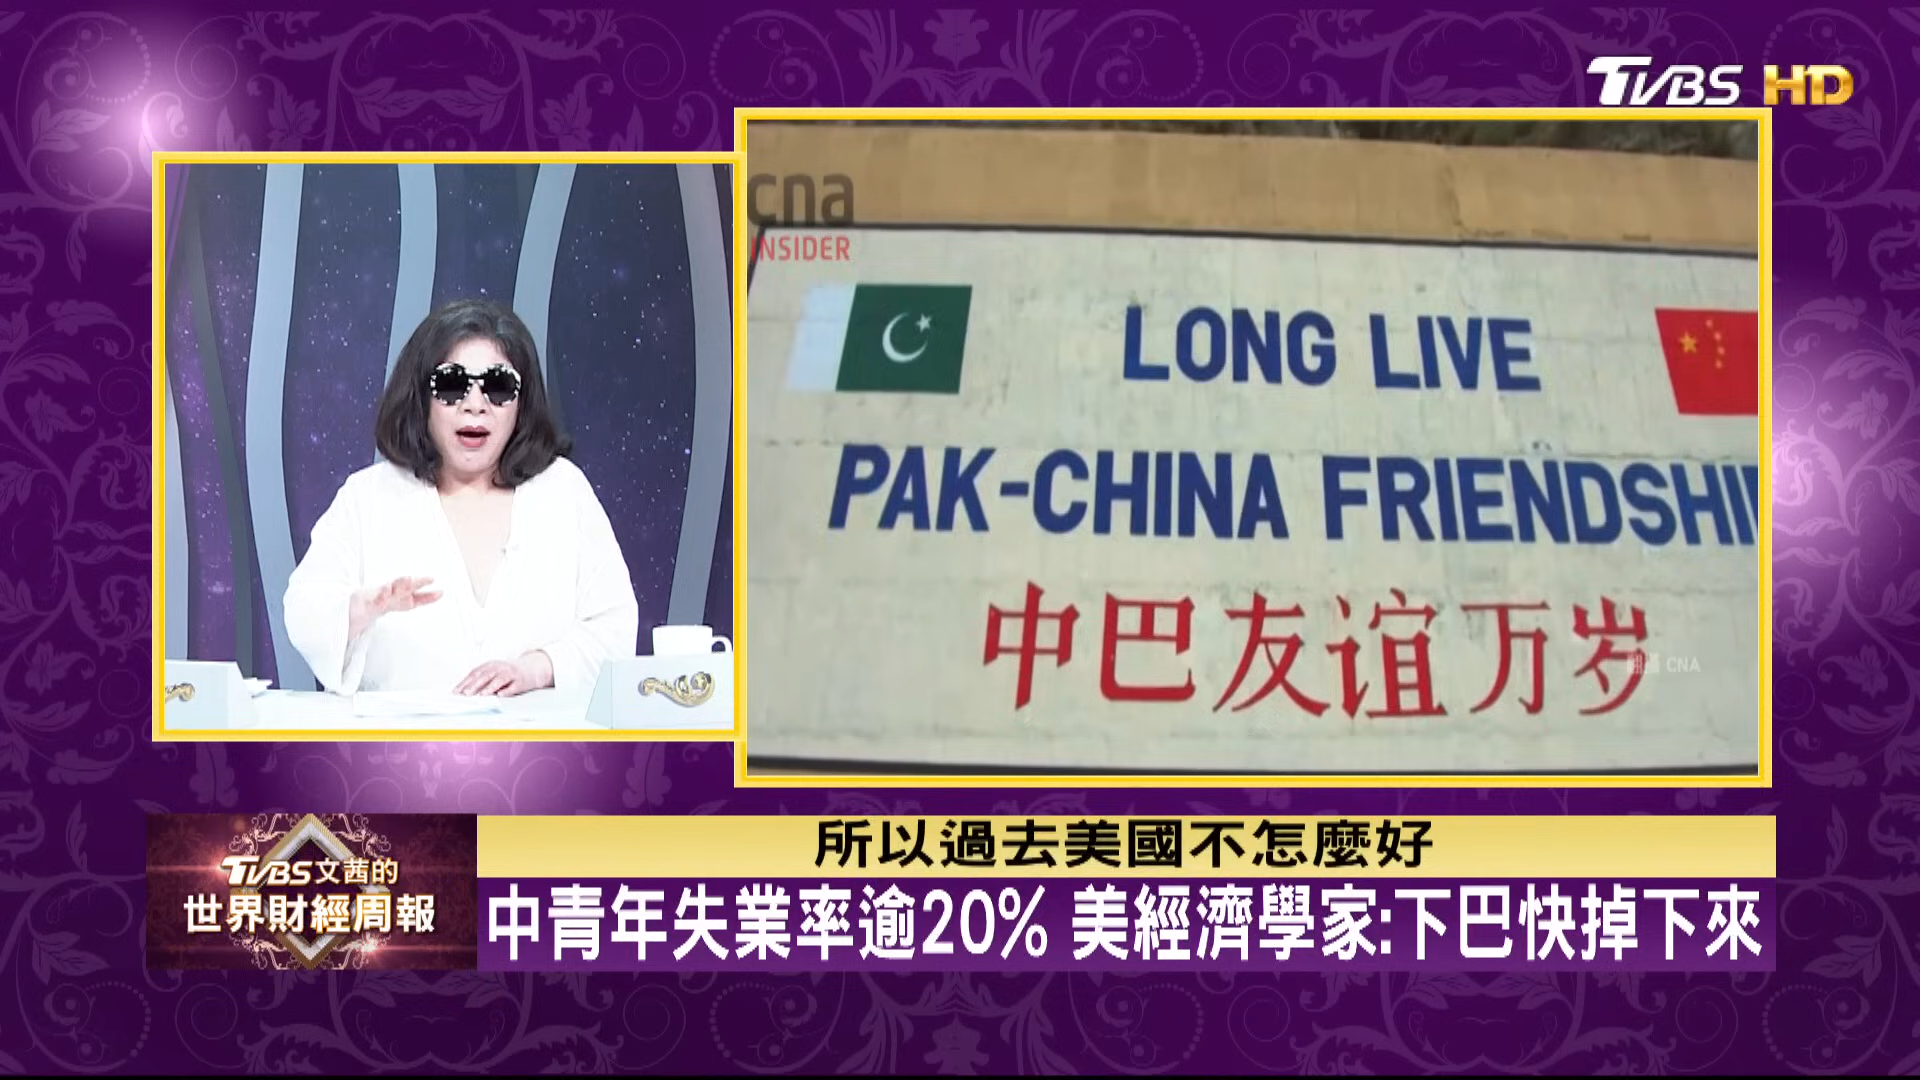 TVBS HD
cna
INSIDER
LONG LIVE
PAK-CHINA FRIENDSHI
中巴友谊万岁
翻攝 CNA
所以過去美國不怎麼好
TVBS文茜的
世界財經周報
中青年失業率逾20% 美經濟學家:下巴快掉下來